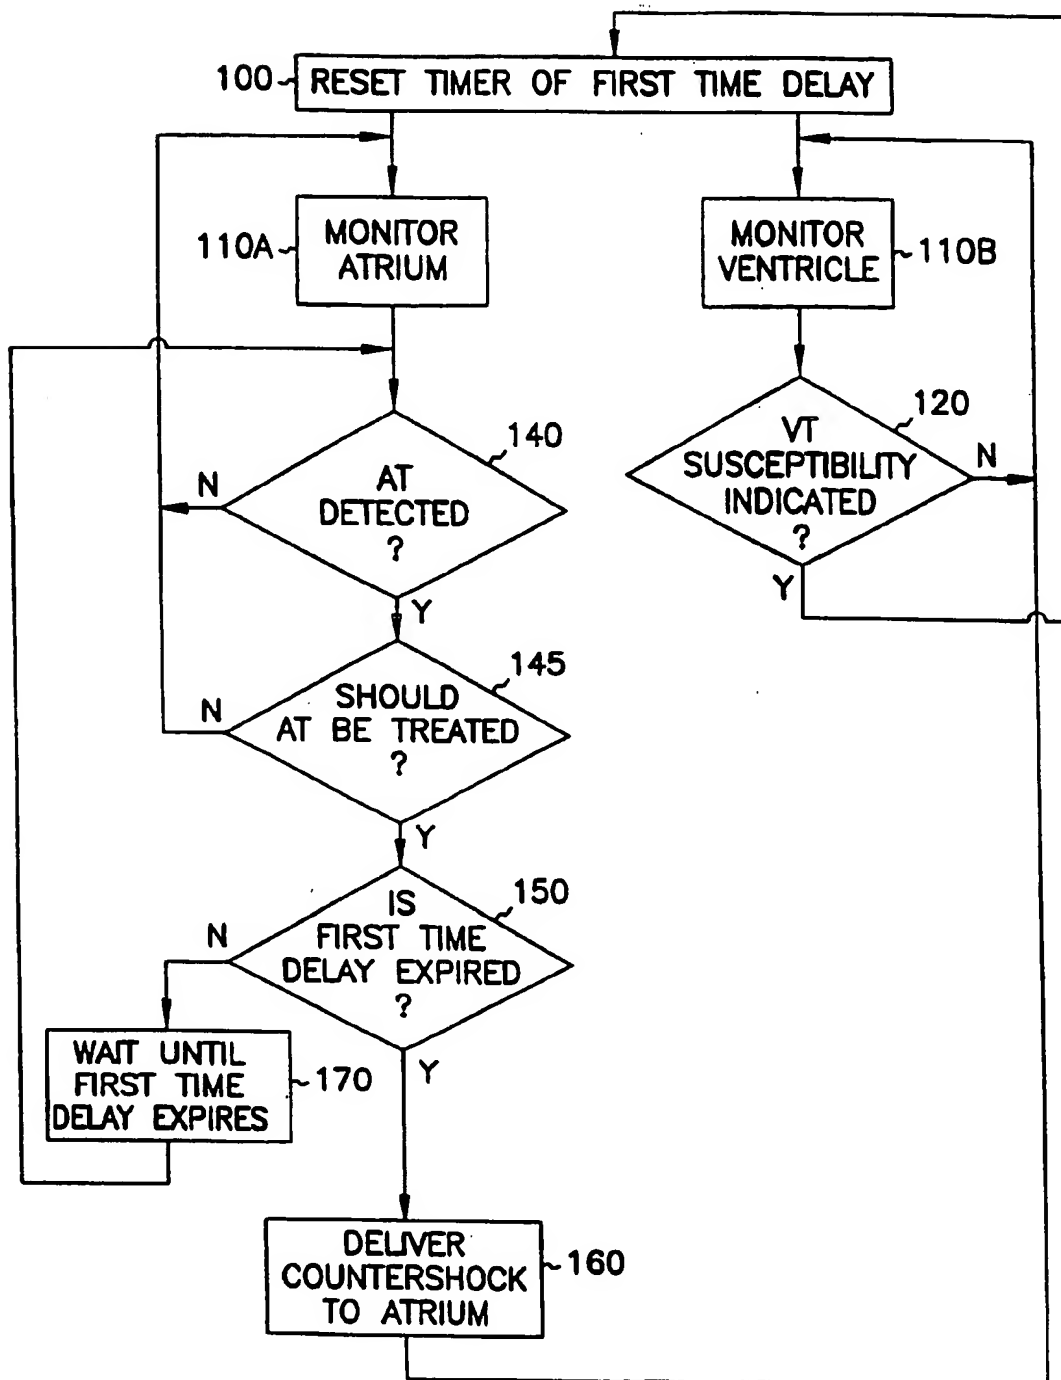 100
RESET TIMER OF FIRST TIME DELAY
110A
MONITOR
ATRIUM
MONITOR
VENTRICLE
110B
140
AT
DETECTED
?
N
Y
120
VT
SUSCEPTIBILITY
INDICATED
?
N
Y
145
SHOULD
AT BE TREATED
?
N
Y
150
IS
FIRST TIME
DELAY EXPIRED
?
N
Y
WAIT UNTIL
FIRST TIME
DELAY EXPIRES
170
DELIVER
COUNTERSHOCK
TO ATRIUM
160